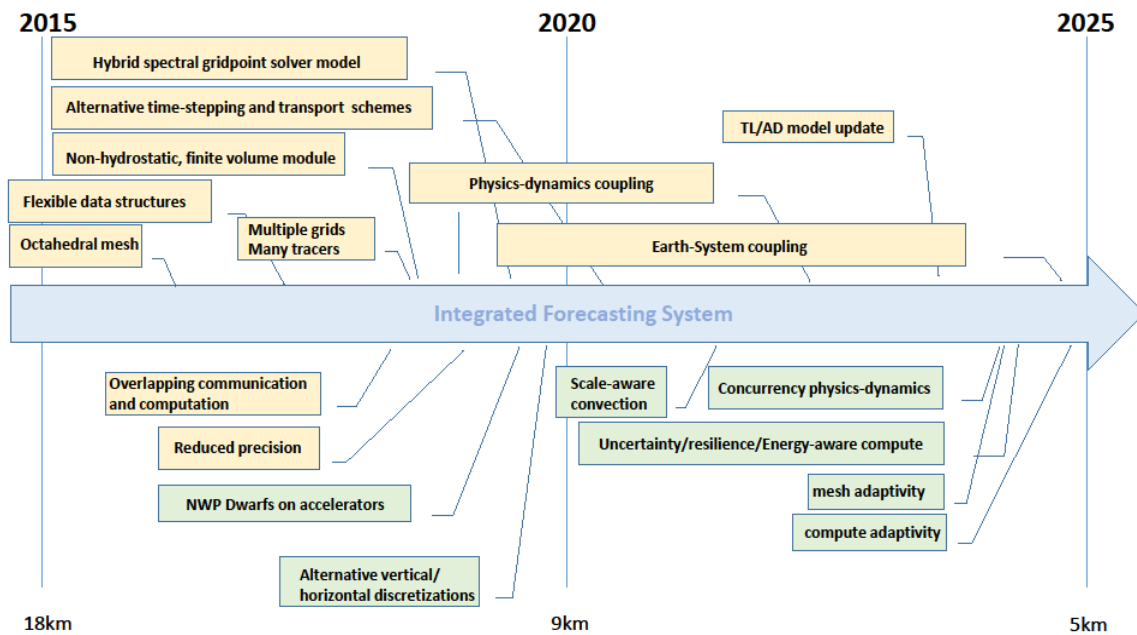 2015
2020
2025
Hybrid spectral gridpoint solver model
Alternative time-stepping and transport schemes
TL/AD model update
Non-hydrostatic, finite volume module
Physics-dynamics coupling
Flexible data structures
Multiple grids
Many tracers
Octahedral mesh
Earth-System coupling
Integrated Forecasting System
Overlapping communication
and computation
Scale-aware
convection
Concurrency physics-dynamics
Reduced precision
Uncertainty/resilience/Energy-aware compute
NWP Dwarfs on accelerators
mesh adaptivity
compute adaptivity
Alternative vertical/
horizontal discretizations
18km
9km
5km